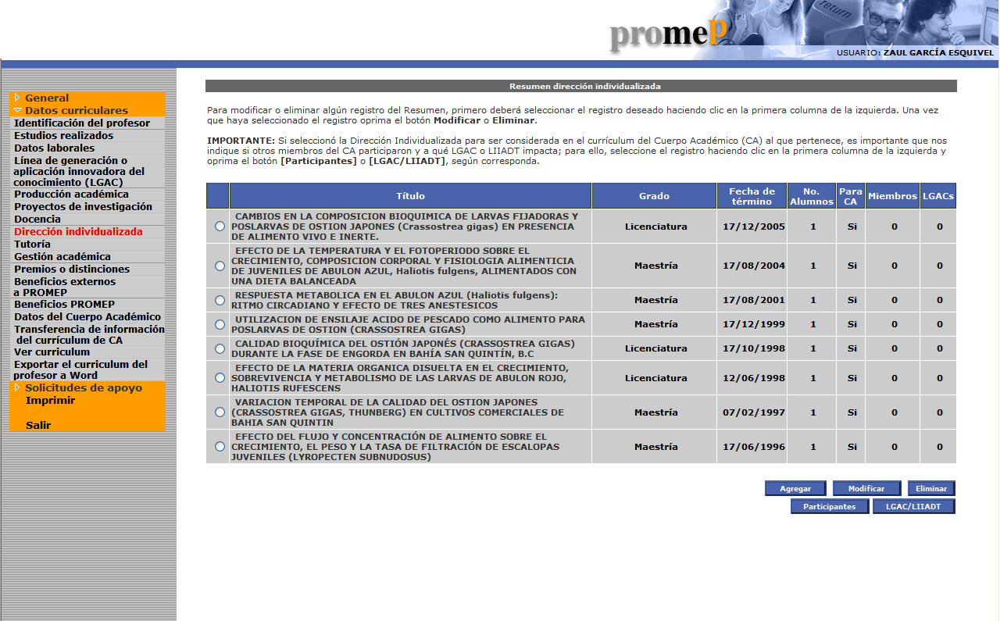 return
promep
USUARIO: ZAUL GARCÍA ESQUIVEL
General
Datos curriculares
Identificación del profesor
Estudios realizados
Datos laborales
Línea de generación o
aplicación innovadora del
conocimiento (LGAC)
Producción académica
Proyectos de investigación
Docencia
Dirección individualizada
Tutoría
Gestión académica
Premios o distinciones
Beneficios externos
a PROMEP
Beneficios PROMEP
Datos del Cuerpo Académico
Transferencia de información
del currículum de CA
Ver curriculum
Exportar el curriculum del
profesor a Word
Solicitudes de apoyo
Imprimir
Salir
Resumen dirección individualizada
Para modificar o eliminar algún registro del Resumen, primero deberá seleccionar el registro deseado haciendo clic en la primera columna de la izquierda. Una vez
que haya seleccionado el registro oprima el botón Modificar o Eliminar.
IMPORTANTE: Si seleccionó la Dirección Individualizada para ser considerada en el currículum del Cuerpo Académico (CA) al que pertenece, es importante que nos
indique si otros miembros del CA participaron y a qué LGAC o LIIADT impacta; para ello, seleccione el registro haciendo clic en la primera columna de la izquierda y
oprima el botón [Participantes] o [LGAC/LIIADT], según corresponda.
Título Grado Fecha de término No. Alumnos Para CA Miembros LGACs
CAMBIOS EN LA COMPOSICION BIOQUIMICA DE LARVAS FIJADORAS Y
POSLARVAS DE OSTION JAPONES (Crassostrea gigas) EN PRESENCIA
DE ALIMENTO VIVO E INERTE.
Licenciatura 17/12/2005 1 Si 0 0
EFECTO DE LA TEMPERATURA Y EL FOTOPERIODO SOBRE EL
CRECIMIENTO, COMPOSICION CORPORAL Y FISIOLOGIA ALIMENTICIA
DE JUVENILES DE ABULON AZUL, Haliotis fulgens, ALIMENTADOS CON
UNA DIETA BALANCEADA
Maestría 17/08/2004 1 Si 0 0
RESPUESTA METABOLICA EN EL ABULON AZUL (Haliotis fulgens):
RITMO CIRCADIANO Y EFECTO DE TRES ANESTESICOS
Maestría 17/08/2001 1 Si 0 0
UTILIZACION DE ENSILAJE ACIDO DE PESCADO COMO ALIMENTO PARA
POSLARVAS DE OSTION (CRASSOSTREA GIGAS)
Maestría 17/12/1999 1 Si 0 0
CALIDAD BIOQUÍMICA DEL OSTIÓN JAPONÉS (CRASSOSTREA GIGAS)
DURANTE LA FASE DE ENGORDA EN BAHÍA SAN QUINTÍN, B.C
Licenciatura 17/10/1998 1 Si 0 0
EFECTO DE LA MATERIA ORGANICA DISUELTA EN EL CRECIMIENTO,
SOBREVIVENCIA Y METABOLISMO DE LAS LARVAS DE ABULON ROJO,
HALIOTIS RUFESCENS
Licenciatura 12/06/1998 1 Si 0 0
VARIACION TEMPORAL DE LA CALIDAD DEL OSTION JAPONES
(CRASSOSTREA GIGAS, THUNBERG) EN CULTIVOS COMERCIALES DE
BAHIA SAN QUINTIN
Maestría 07/02/1997 1 Si 0 0
EFECTO DEL FLUJO Y CONCENTRACIÓN DE ALIMENTO SOBRE EL
CRECIMIENTO, EL PESO Y LA TASA DE FILTRACIÓN DE ESCALOPAS
JUVENILES (LYROPECTEN SUBNUDOSUS)
Maestría 17/06/1996 1 Si 0 0
Agregar Modificar Eliminar
Participantes LGAC/LIIADT